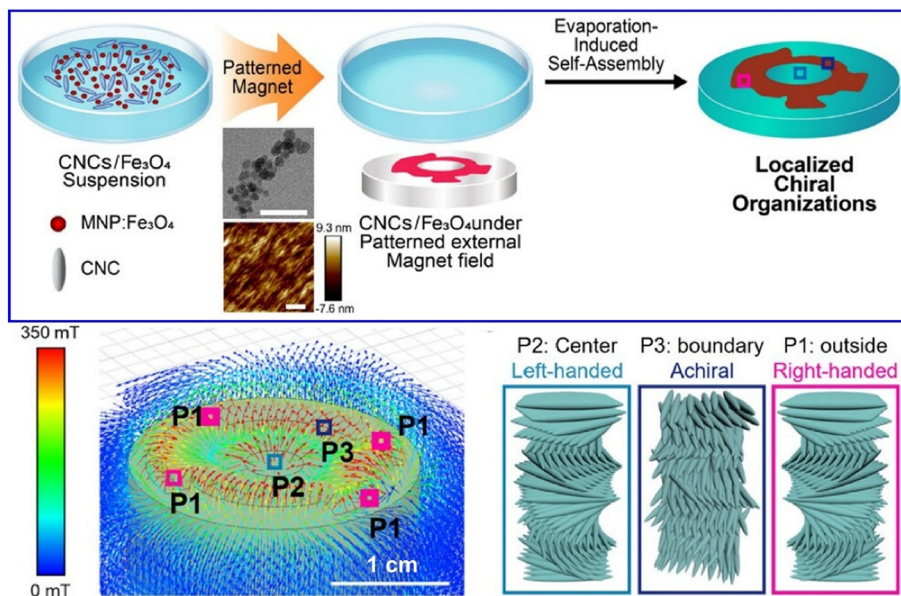 Patterned
Magnet
Evaporation-
Induced
Self-Assembly
CNCs/Fe₃O₄
Suspension
MNP:Fe₃O₄
CNC
9.3 nm
-7.6 nm
CNCs/Fe₃O₄under
Patterned external
Magnet field
Localized
Chiral
Organizations
350 mT
0 mT
P1
P1
P3
P2
P1
P1
1 cm
P2: Center
Left-handed
P3: boundary
Achiral
P1: outside
Right-handed